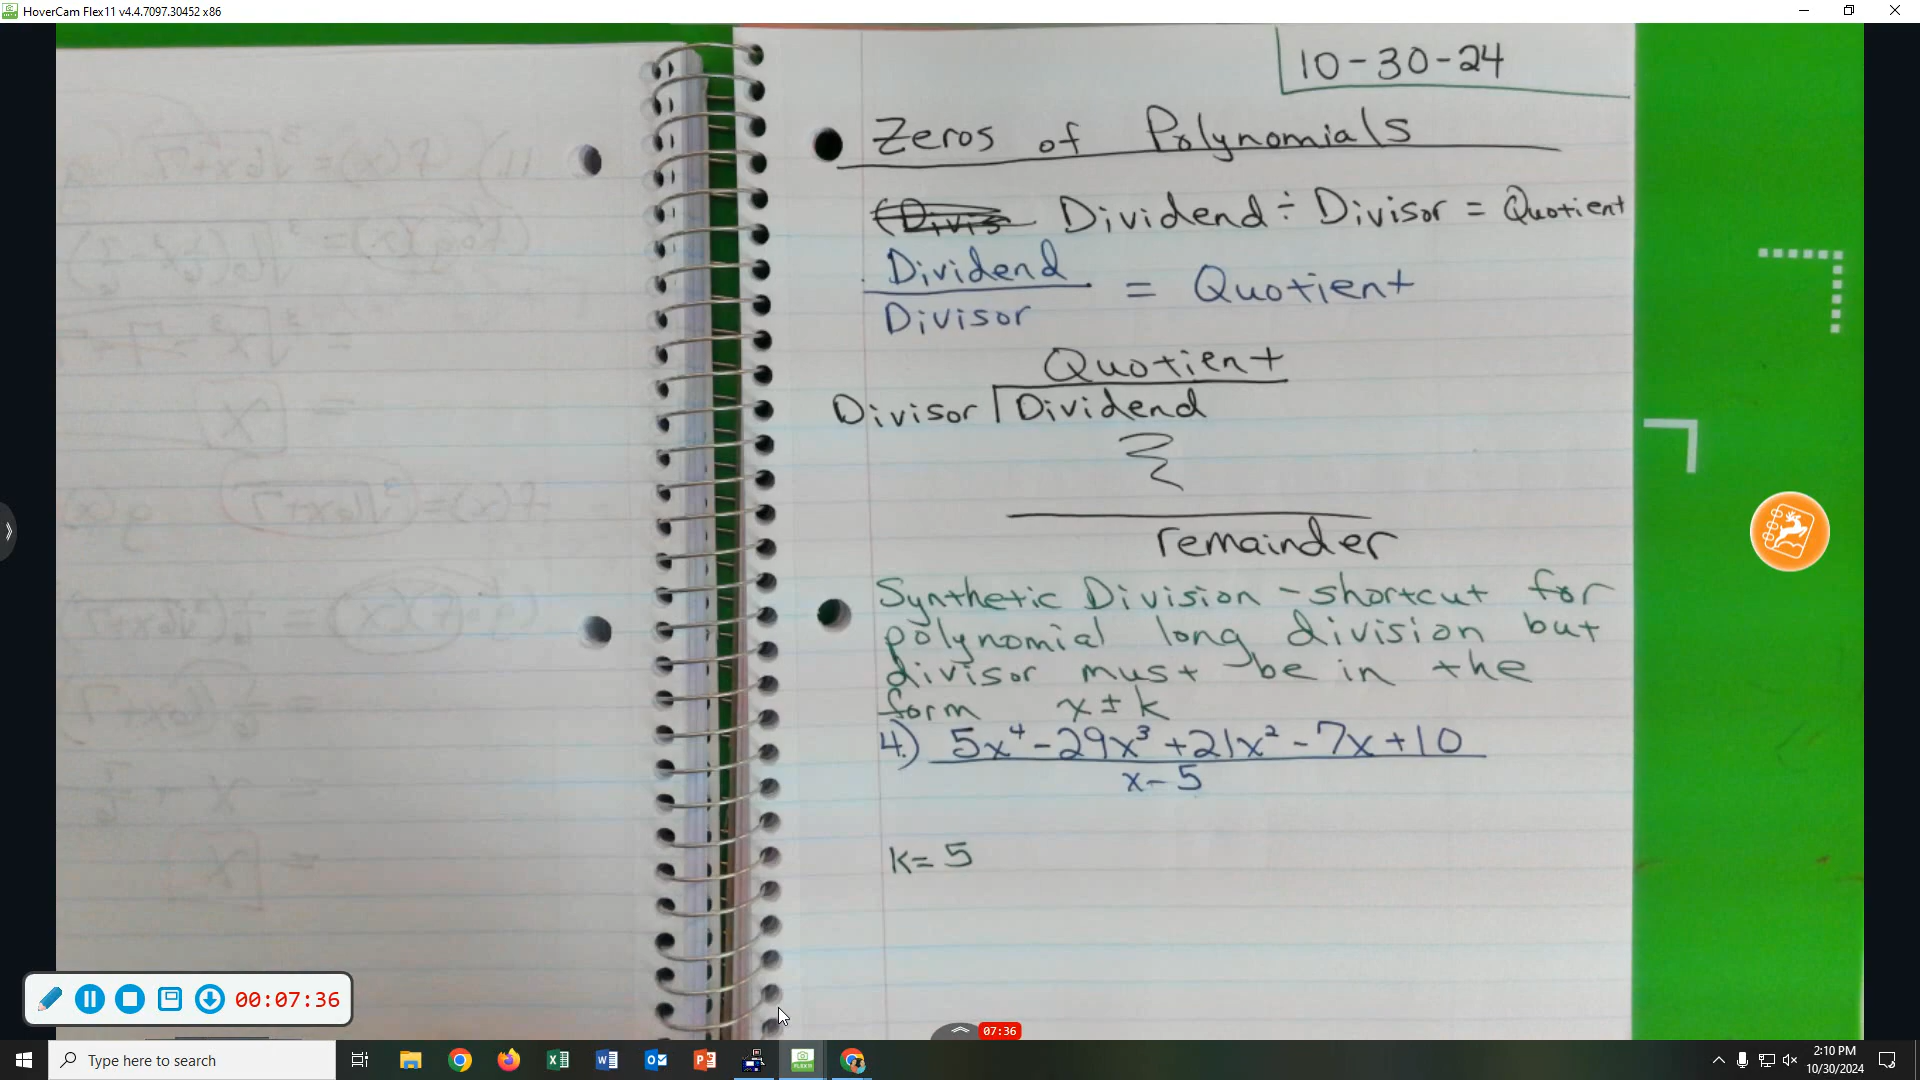 HoverCam Flex11 v4.4.7097.30452 x86
10-30-24
Zeros of Polynomials
(Divis Dividend ÷ Divisor = Quotient
Dividend
= Quotient
Divisor
Quotient
Divisor Dividend
remainder
Synthetic Division - shortcut for
polynomial long division but
divisor must be in the
form x ± k
4.) 5x⁴ - 29x³ + 21x² - 7x + 10
x - 5
k = 5
00:07:36
07:36
Type here to search
2:10 PM
10/30/2024